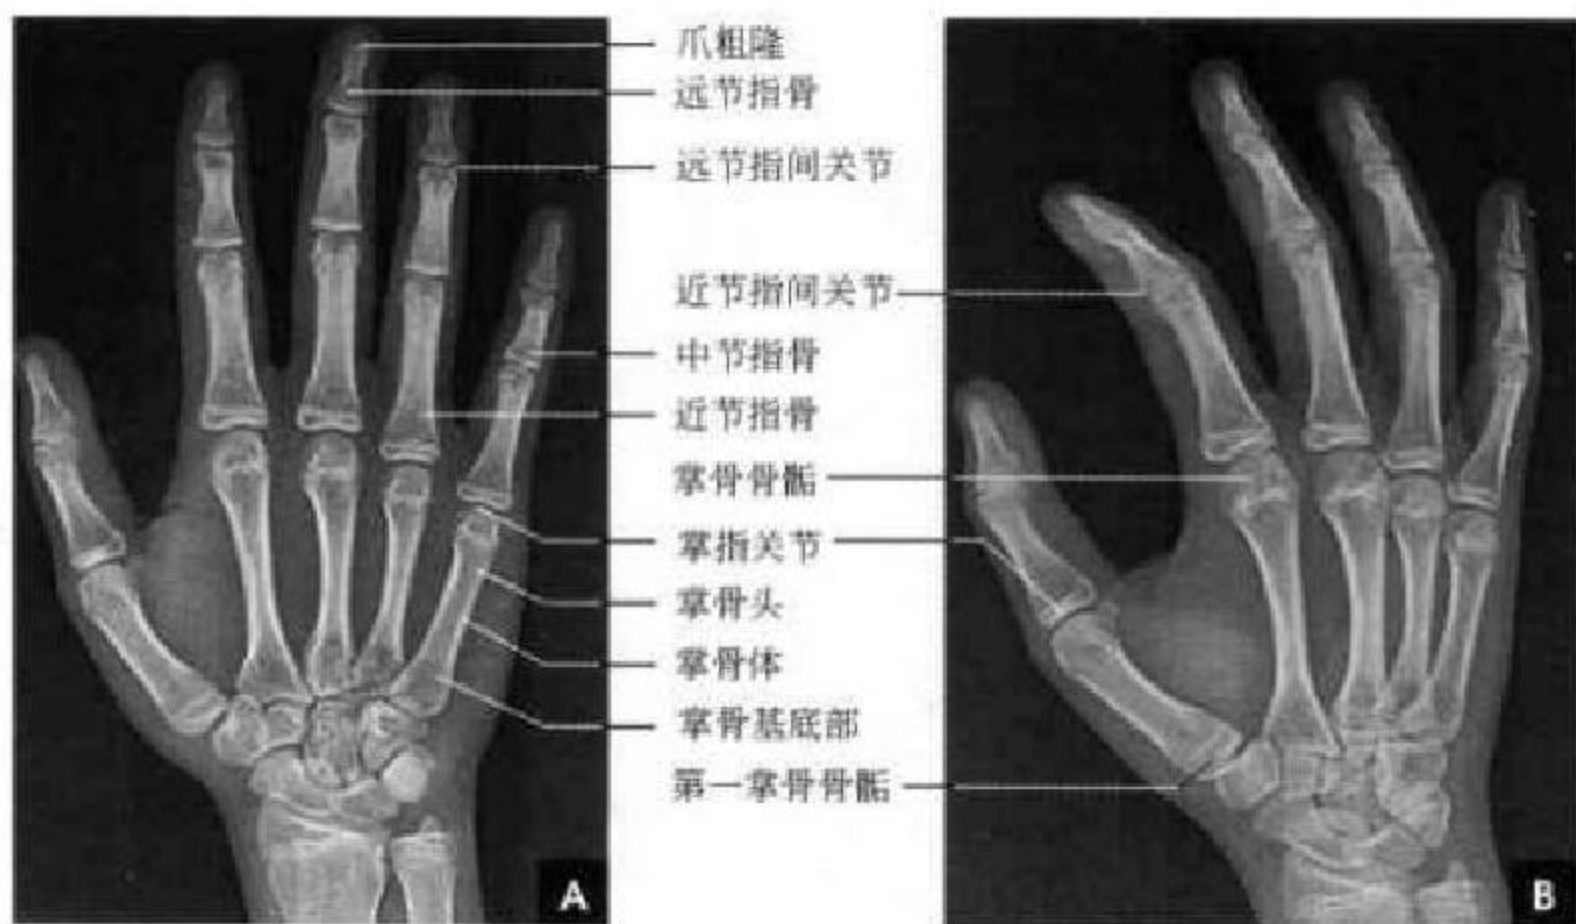 爪粗隆
远节指骨
远节指间关节
近节指间关节
中节指骨
近节指骨
掌骨骨骺
掌指关节
掌骨头
掌骨体
掌骨基底部
第一掌骨骨骺
A
B